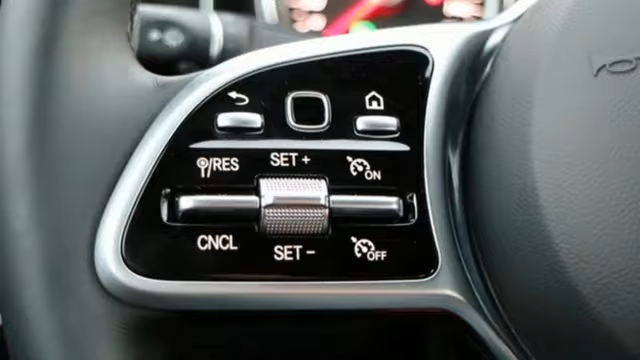 /RES
SET +
ON
CNCL
SET −
OFF